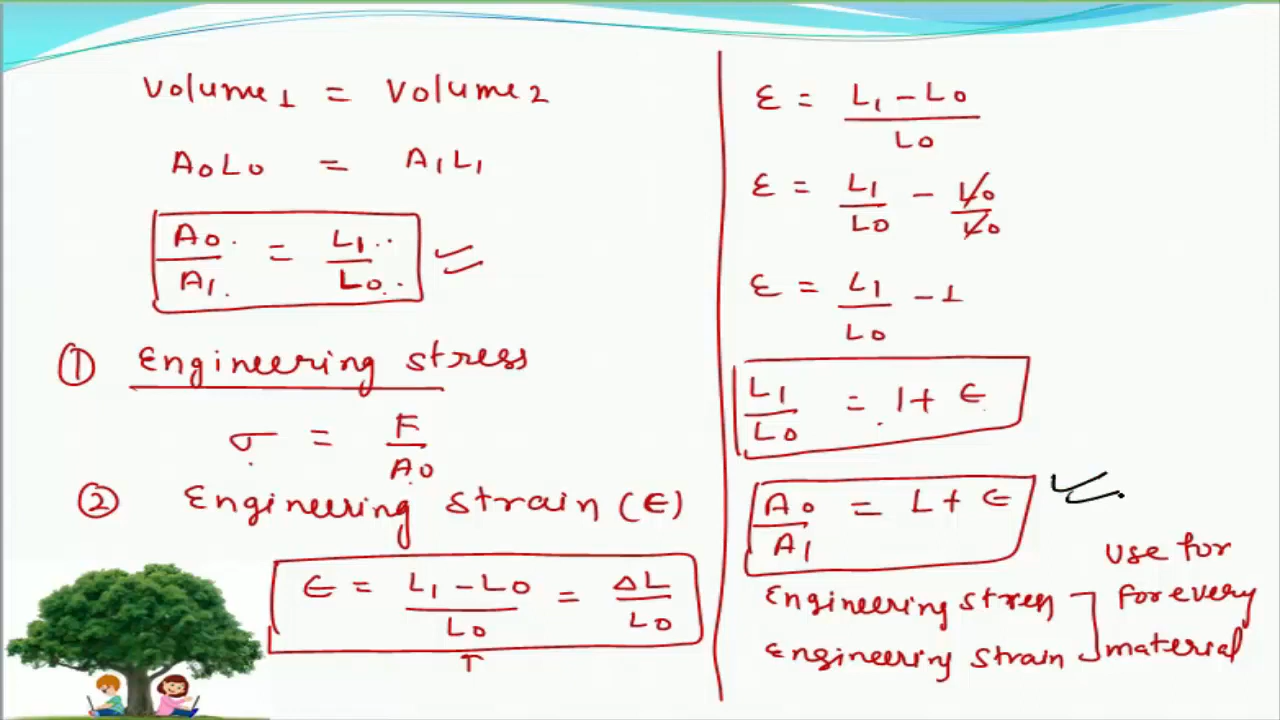 Volume1 = Volume2
A0L0 = A1L1
A0/A1 = L1/L0
① Engineering stress
σ = F/A0
② Engineering strain (ϵ)
ϵ = L1-L0/L0 = ΔL/L0
ε = L1-L0/L0
ε = L1/L0 - L0/L0
ε = L1/L0 - 1
L1/L0 = 1+ ϵ
A0/A1 = L+ ϵ
Engineering stress
Engineering strain
use for
for every
material